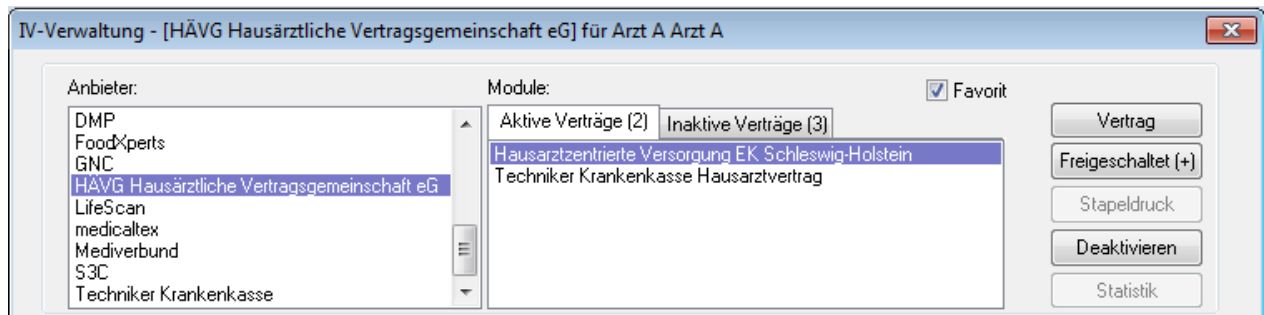 IV-Verwaltung - [HÄVG Hausärztliche Vertragsgemeinschaft eG] für Arzt A Arzt A
Anbieter:
DMP
FoodXperts
GNC
HÄVG Hausärztliche Vertragsgemeinschaft eG
LifeScan
medicaltex
Mediverbund
S3C
Techniker Krankenkasse
Module:
Favorit
Aktive Verträge (2)
Inaktive Verträge (3)
Hausarztzentrierte Versorgung EK Schleswig-Holstein
Techniker Krankenkasse Hausarztvertrag
Vertrag
Freigeschaltet (+)
Stapeldruck
Deaktivieren
Statistik